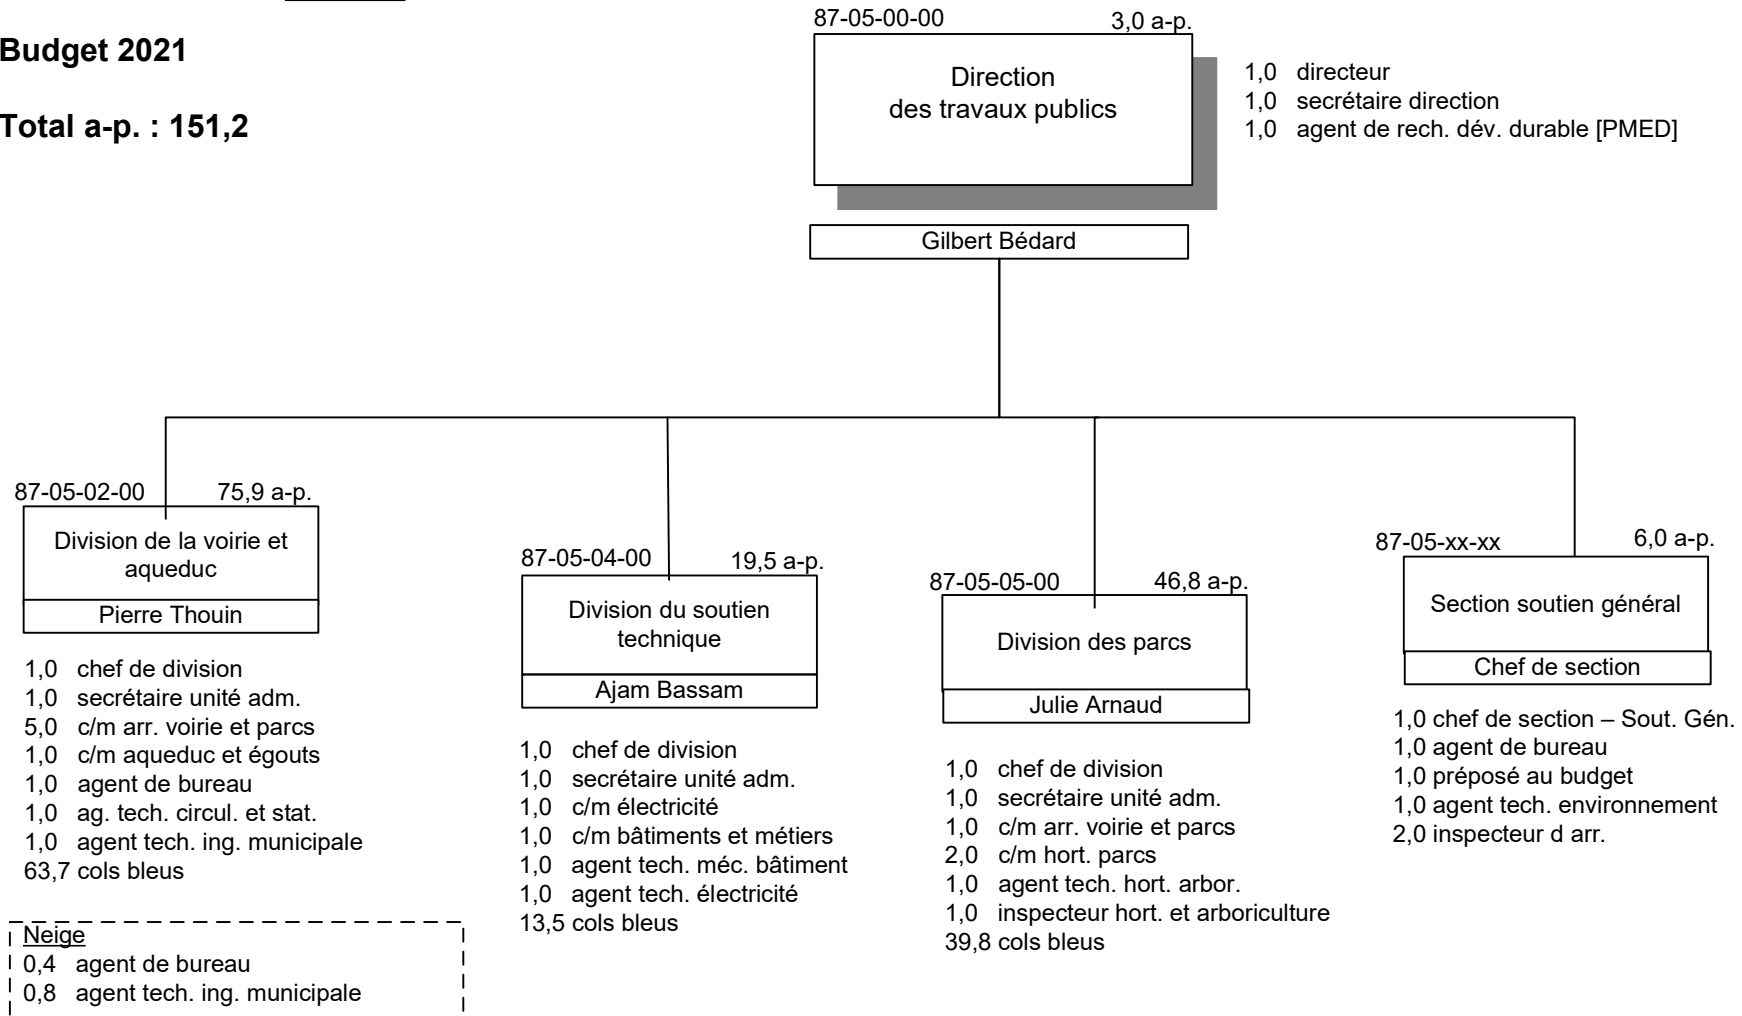 Budget 2021
Total a-p. : 151,2
87-05-00-00 3,0 a-p.
Direction
des travaux publics
Gilbert Bédard
1,0 directeur
1,0 secrétaire direction
1,0 agent de rech. dév. durable [PMED]
87-05-02-00 75,9 a-p.
Division de la voirie et
aqueduc
Pierre Thouin
1,0 chef de division
1,0 secrétaire unité adm.
5,0 c/m arr. voirie et parcs
1,0 c/m aqueduc et égouts
1,0 agent de bureau
1,0 ag. tech. circul. et stat.
1,0 agent tech. ing. municipale
63,7 cols bleus
Neige
0,4 agent de bureau
0,8 agent tech. ing. municipale
87-05-04-00 19,5 a-p.
Division du soutien
technique
Ajam Bassam
1,0 chef de division
1,0 secrétaire unité adm.
1,0 c/m électricité
1,0 c/m bâtiments et métiers
1,0 agent tech. méc. bâtiment
1,0 agent tech. électricité
13,5 cols bleus
87-05-05-00 46,8 a-p.
Division des parcs
Julie Arnaud
1,0 chef de division
1,0 secrétaire unité adm.
1,0 c/m arr. voirie et parcs
2,0 c/m hort. parcs
1,0 agent tech. hort. arbor.
1,0 inspecteur hort. et arboriculture
39,8 cols bleus
87-05-xx-xx 6,0 a-p.
Section soutien général
Chef de section
1,0 chef de section – Sout. Gén.
1,0 agent de bureau
1,0 préposé au budget
1,0 agent tech. environnement
2,0 inspecteur d arr.